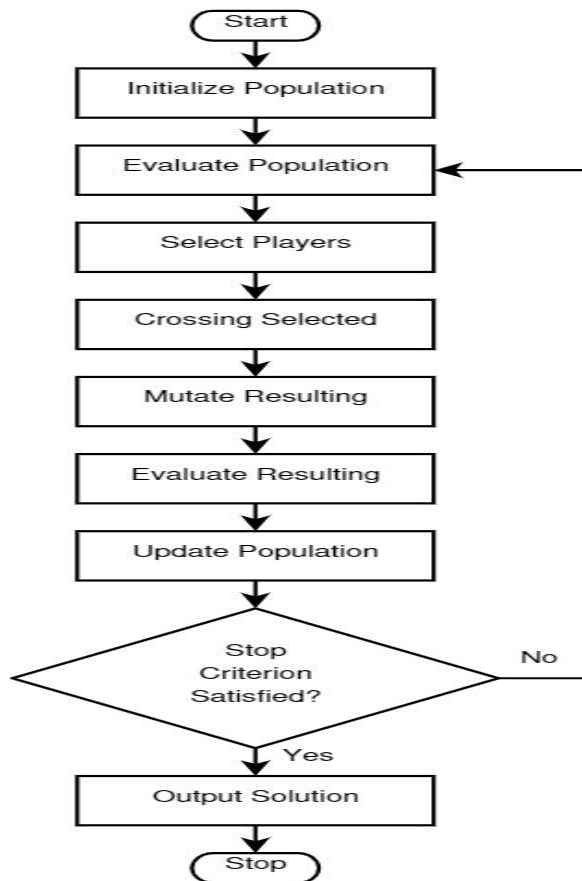 Start
Initialize Population
Evaluate Population
Select Players
Crossing Selected
Mutate Resulting
Evaluate Resulting
Update Population
Stop
Criterion
Satisfied?
No
Yes
Output Solution
Stop